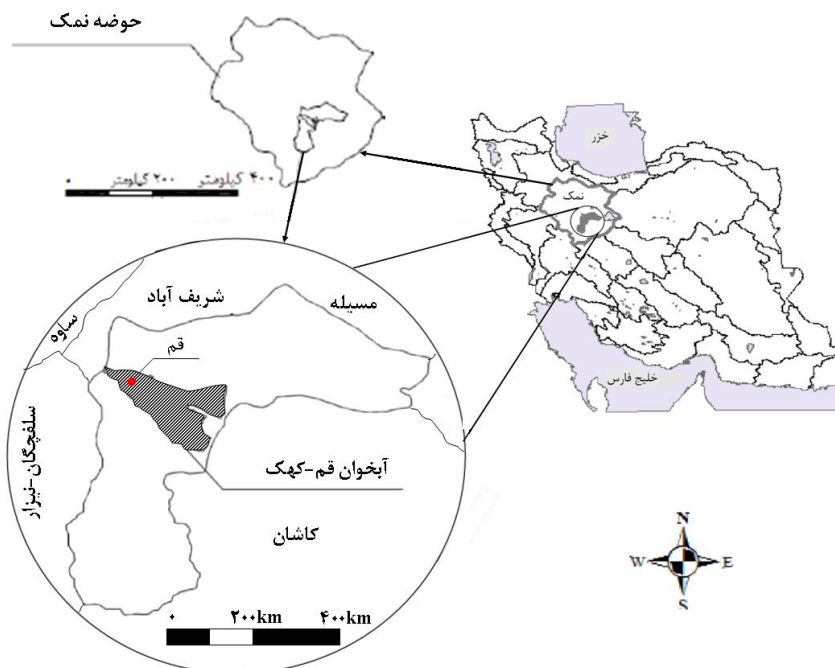 حوضه نمک
۰ ۲۰۰ کیلومتر ۴۰۰ کیلومتر
خزر
نمک
خلیج فارس
شریف آباد
مسیله
ساوه
قم
سلفچگان-نیزار
آبخوان قم-کهک
کاشان
۰ ۲۰۰km ۴۰۰km
N
W E
S